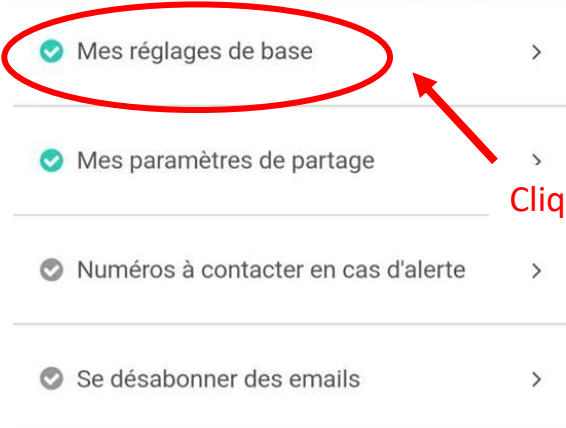 Mes réglages de base
Mes paramètres de partage
Cliq
Numéros à contacter en cas d'alerte
Se désabonner des emails